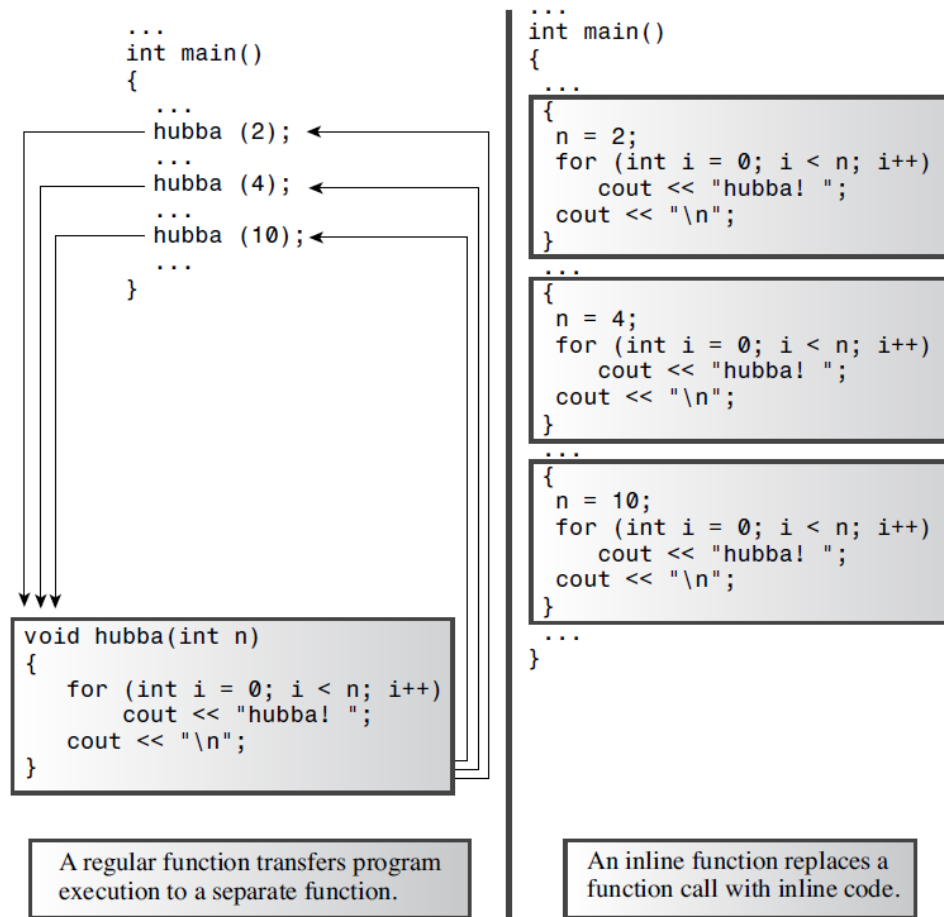 ...
int main()
{
...
hubba (2);
...
hubba (4);
...
hubba (10);
...
}
void hubba(int n)
{
for (int i = 0; i < n; i++)
cout << "hubba! ";
cout << "\n";
}
A regular function transfers program
execution to a separate function.
...
int main()
{
...
{
n = 2;
for (int i = 0; i < n; i++)
cout << "hubba! ";
cout << "\n";
}
...
{
n = 4;
for (int i = 0; i < n; i++)
cout << "hubba! ";
cout << "\n";
}
...
{
n = 10;
for (int i = 0; i < n; i++)
cout << "hubba! ";
cout << "\n";
}
...
}
An inline function replaces a
function call with inline code.